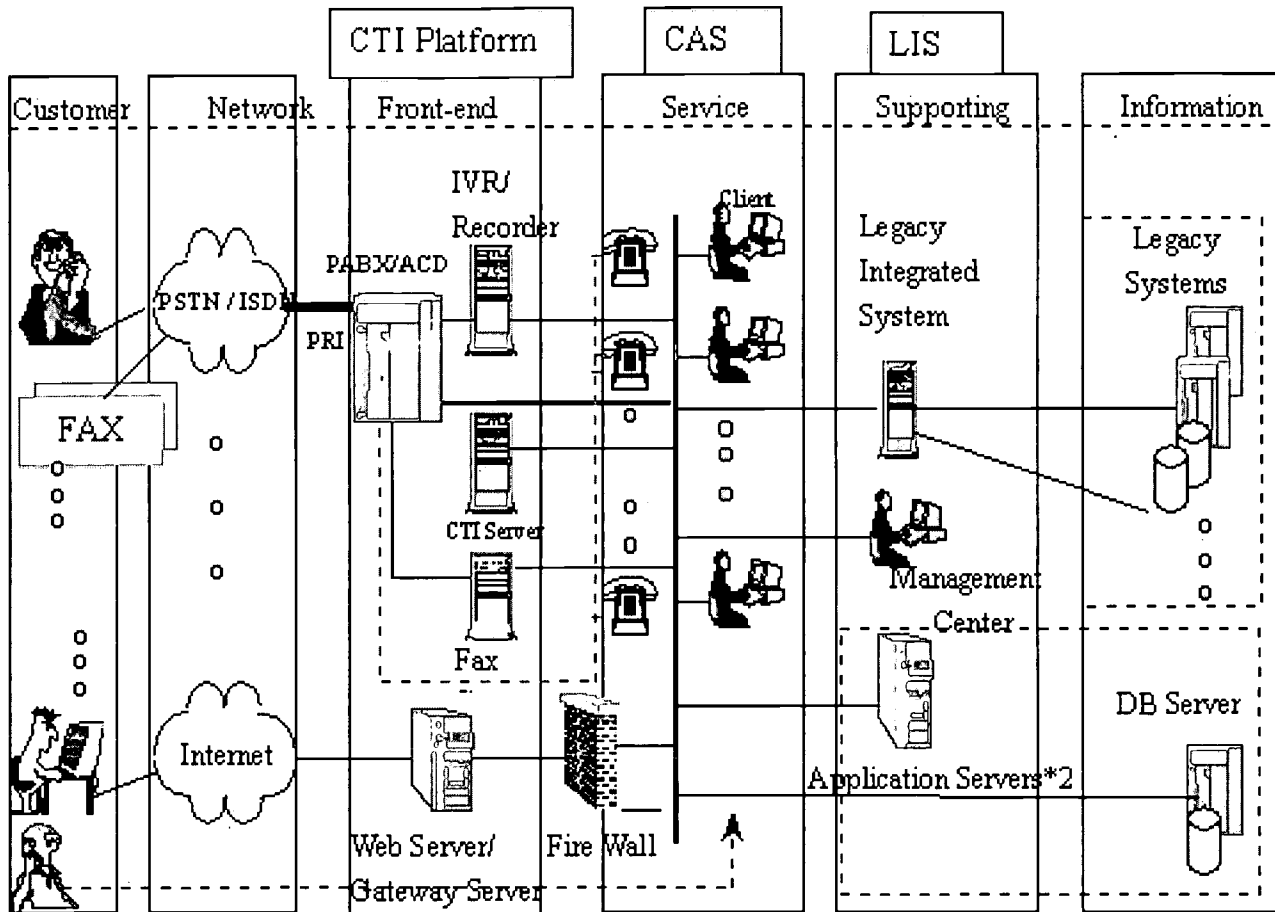 CTI Platform
CAS
LIS
Customer
Network
Front-end
Service
Supporting
Information
IVR/
Recorder
PABX/ACD
PSTN / ISDN
PRI
FAX
CTI Server
Fax
Client
Legacy
Integrated
System
Legacy
Systems
Management
Center
Internet
DB Server
Application Servers*2
Web Server/
Gateway Server
Fire Wall